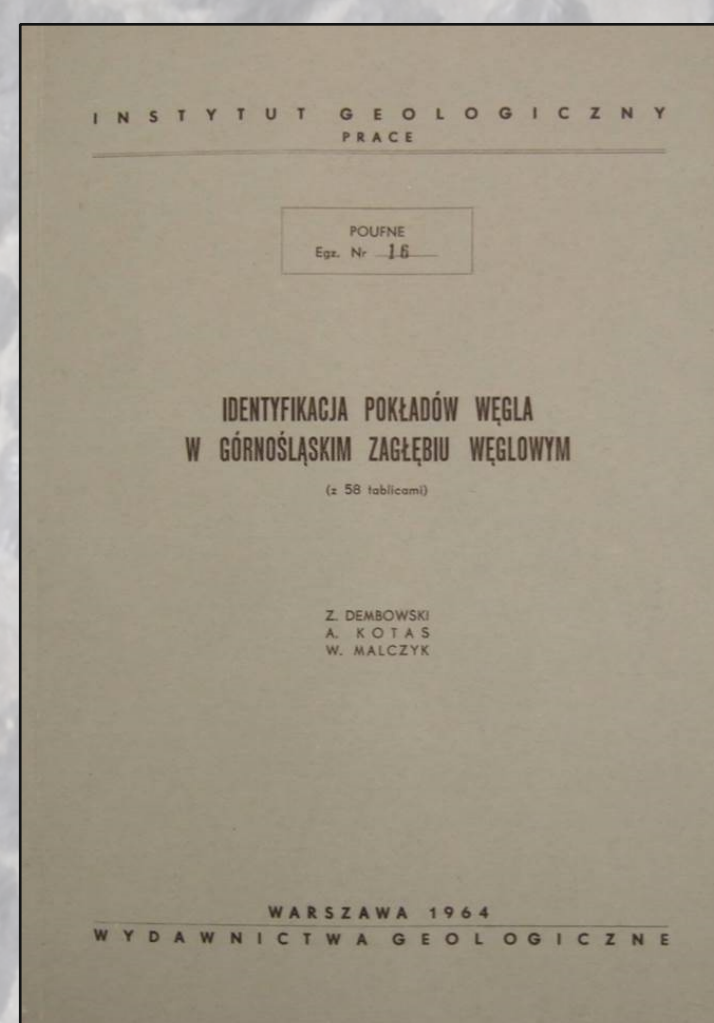 INSTYTUT GEOLOGICZNY
PRACE
POUFNE
Egz. Nr 16
IDENTYFIKACJA POKŁADÓW WĘGLA
W GÓRNOŚLĄSKIM ZAGŁĘBIU WĘGLOWYM
(z 58 tablicami)
Z. DEMBOWSKI
A. KOTAS
W. MALCZYK
WARSZAWA 1964
WYDAWNICTWA GEOLOGICZNE